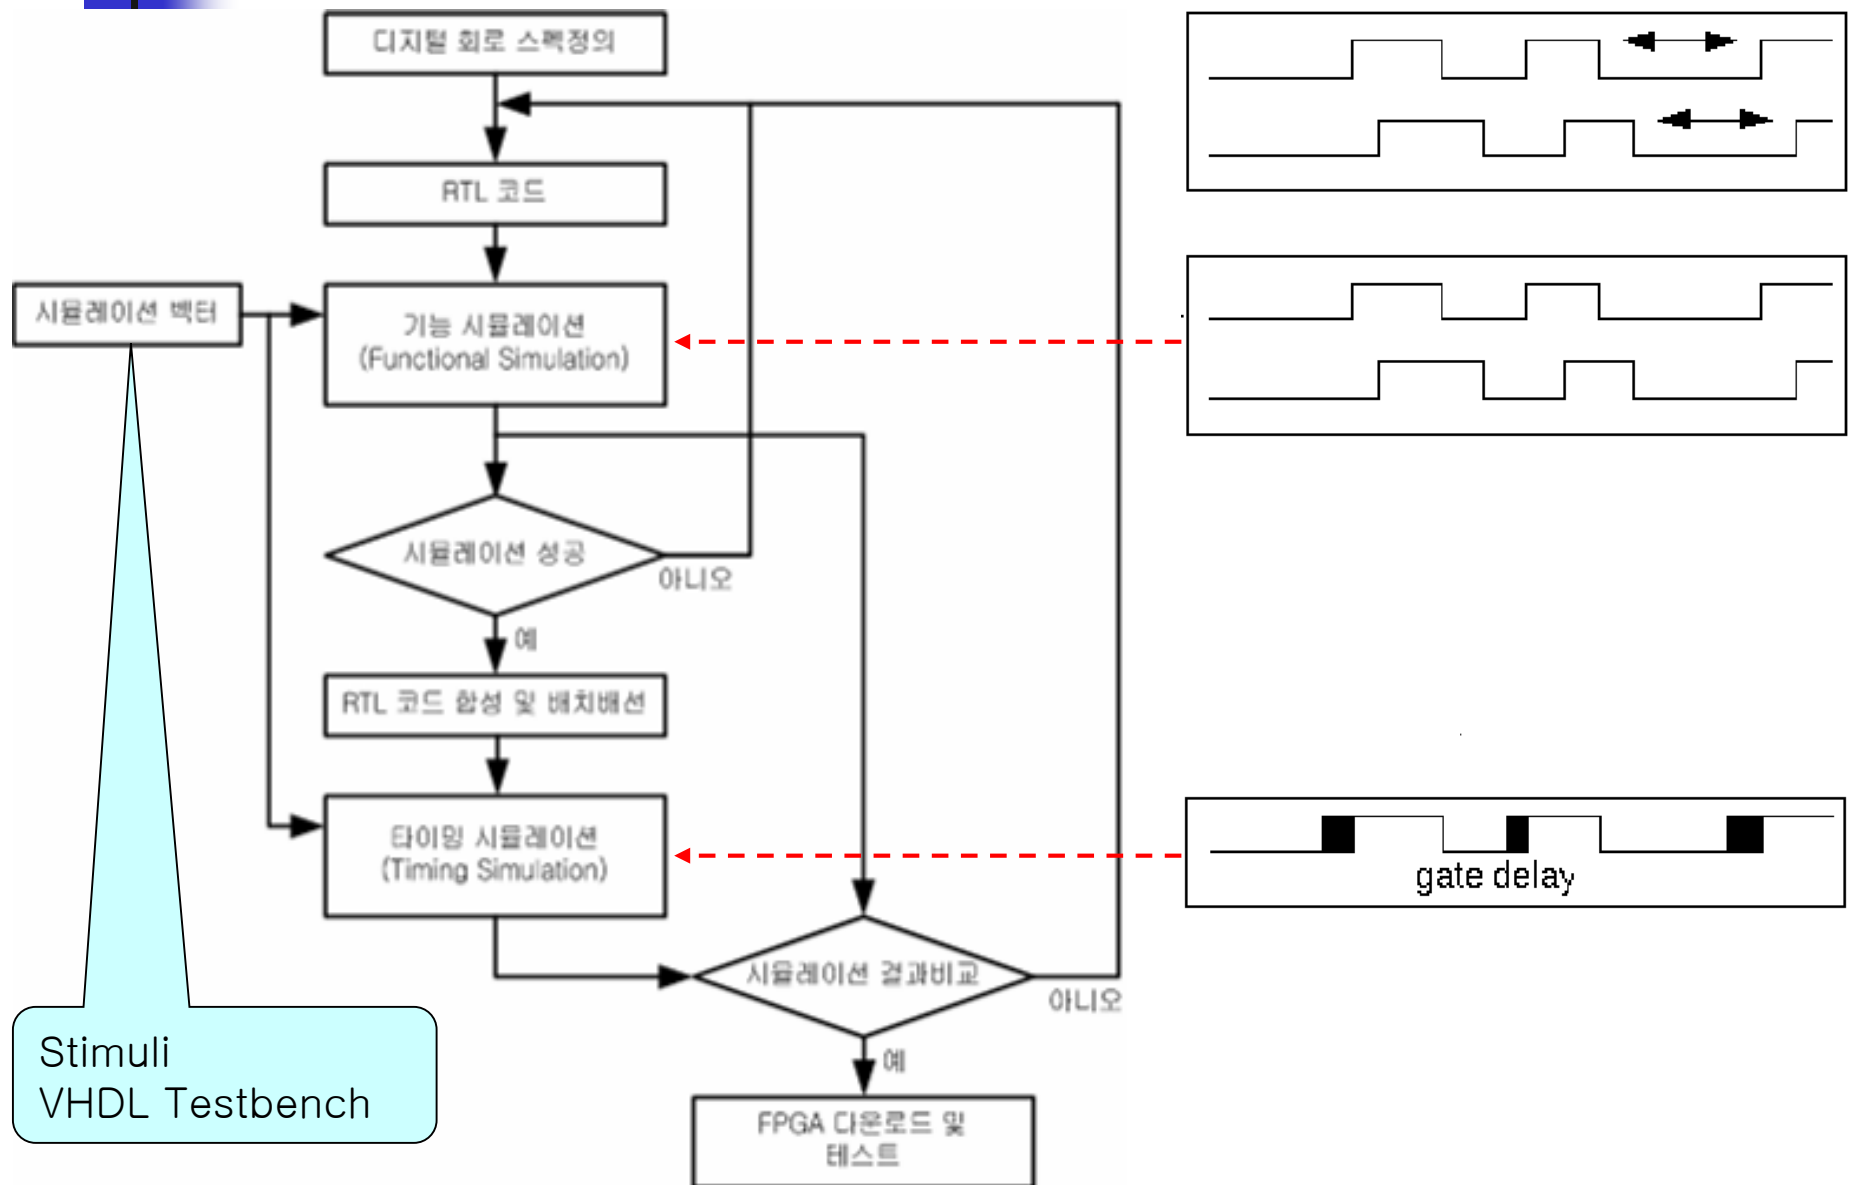 디지털 회로 스펙정의
RTL 코드
시뮬레이션 벡터
기능 시뮬레이션
(Functional Simulation)
시뮬레이션 성공
아니오
예
RTL 코드 합성 및 배치배선
타이밍 시뮬레이션
(Timing Simulation)
gate delay
시뮬레이션 결과비교
아니오
예
Stimuli
VHDL Testbench
FPGA 다운로드 및
테스트